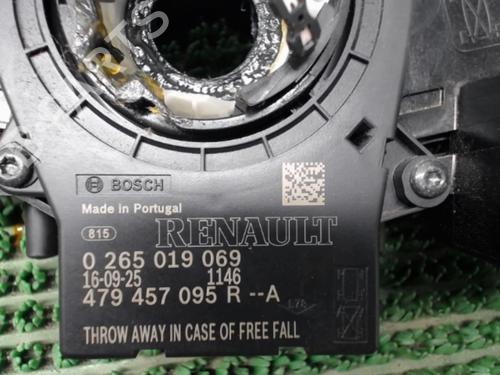 BOSCH
Made in Portugal
815
RENAULT
0 265 019 069
16-09-25 1146
479 457 095 R --A
THROW AWAY IN CASE OF FREE FALL